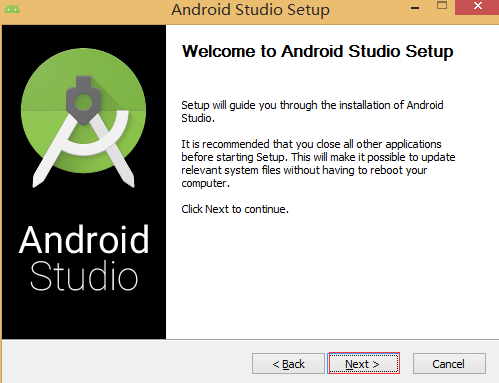 Android Studio Setup
Welcome to Android Studio Setup
Setup will guide you through the installation of Android
Studio.
It is recommended that you close all other applications
before starting Setup. This will make it possible to update
relevant system files without having to reboot your
computer.
Click Next to continue.
Android
Studio
< Back
Next >
Cancel